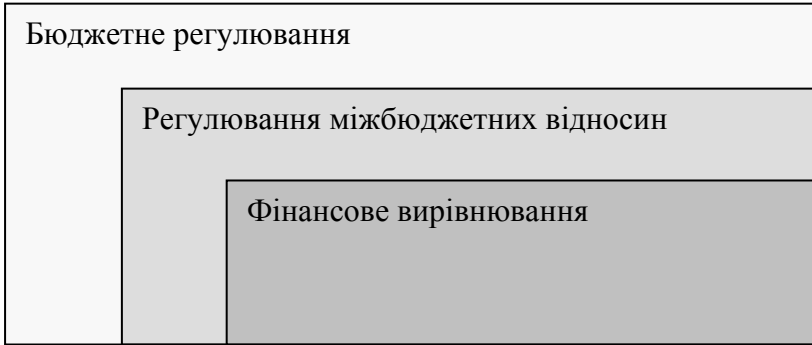 Бюджетне регулювання
Регулювання міжбюджетних відносин
Фінансове вирівнювання